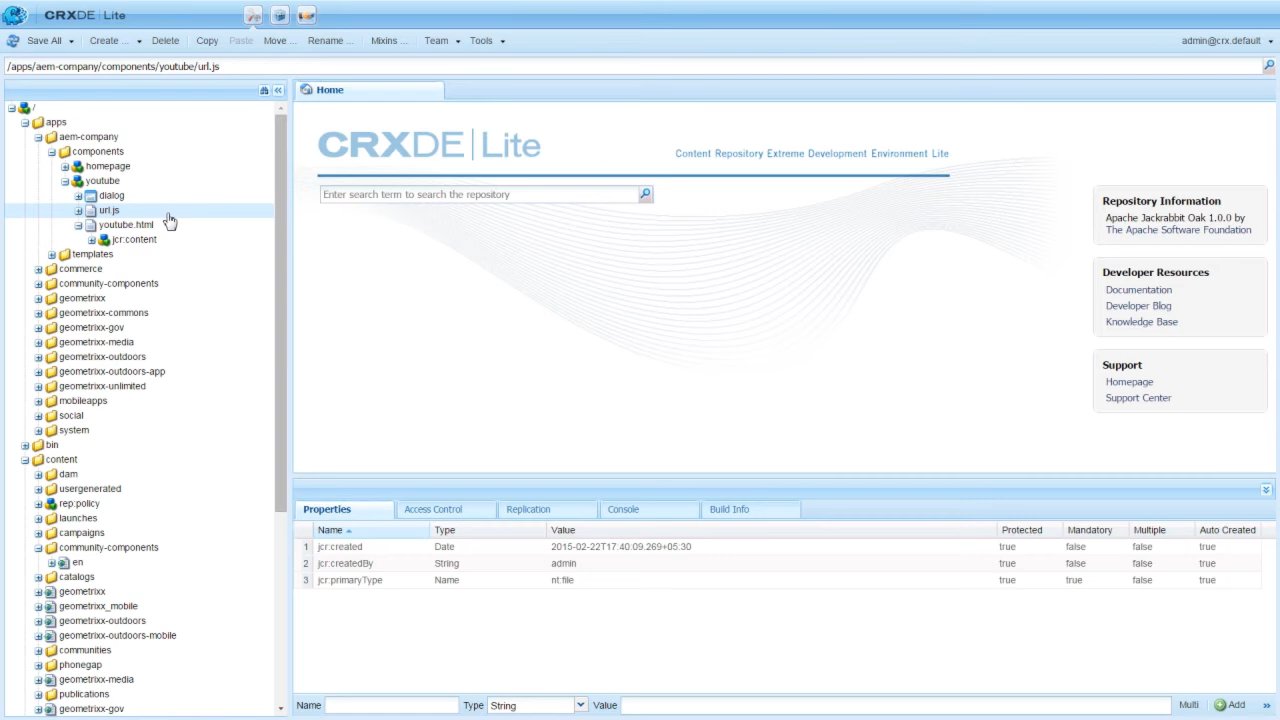 CRXDE | Lite
Save All Create ... Delete Copy Paste Move ... Rename ... Mixins ... Team Tools admin@crx.default
/apps/aem-company/components/youtube/url.js
/
apps
aem-company
components
homepage
youtube
dialog
url.js
youtube.html
jcr:content
templates
commerce
community-components
geometrixx
geometrixx-commons
geometrixx-gov
geometrixx-media
geometrixx-outdoors
geometrixx-outdoors-app
geometrixx-unlimited
mobileapps
social
system
bin
content
dam
usergenerated
rep:policy
launches
campaigns
community-components
en
catalogs
geometrixx
geometrixx_mobile
geometrixx-outdoors
geometrixx-outdoors-mobile
communities
phonegap
geometrixx-media
publications
geometrixx-gov
Home
CRXDE | Lite
Content Repository Extreme Development Environment Lite
Enter search term to search the repository
Repository Information
Apache Jackrabbit Oak 1.0.0 by
The Apache Software Foundation
Developer Resources
Documentation
Developer Blog
Knowledge Base
Support
Homepage
Support Center
Properties Access Control Replication Console Build Info
Name Type Value Protected Mandatory Multiple Auto Created
1 jcr:created Date 2015-02-22T17:40:09.269+05:30 true false false true
2 jcr:createdBy String admin true false false true
3 jcr:primaryType Name nt:file true true false true
Name Type String Value Multi Add »